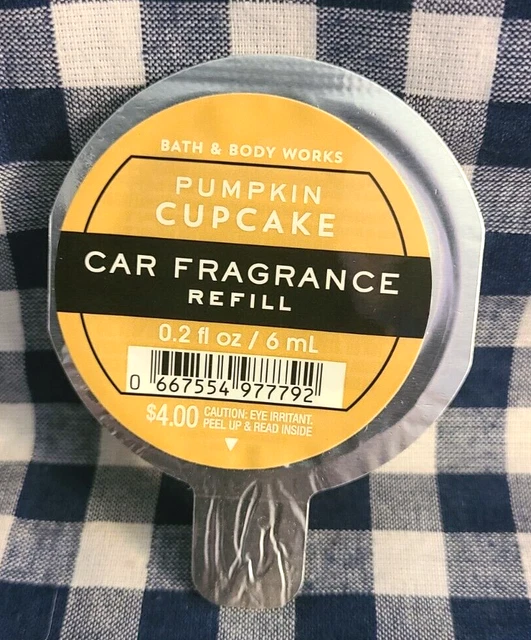 BATH & BODY WORKS
PUMPKIN
CUPCAKE
CAR FRAGRANCE
REFILL
0.2 fl oz / 6 mL
0 667554 977792
$4.00 CAUTION: EYE IRRITANT.
PEEL UP & READ INSIDE